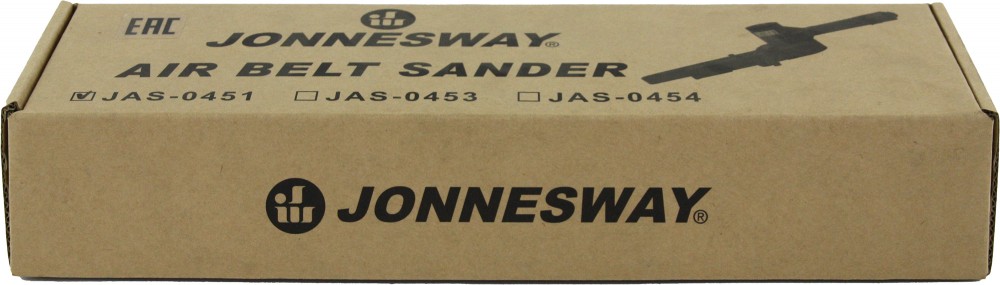 EAC
JONNESWAY®
AIR BELT SANDER
☑ JAS-0451 ☐ JAS-0453 ☐ JAS-0454
JONNESWAY®